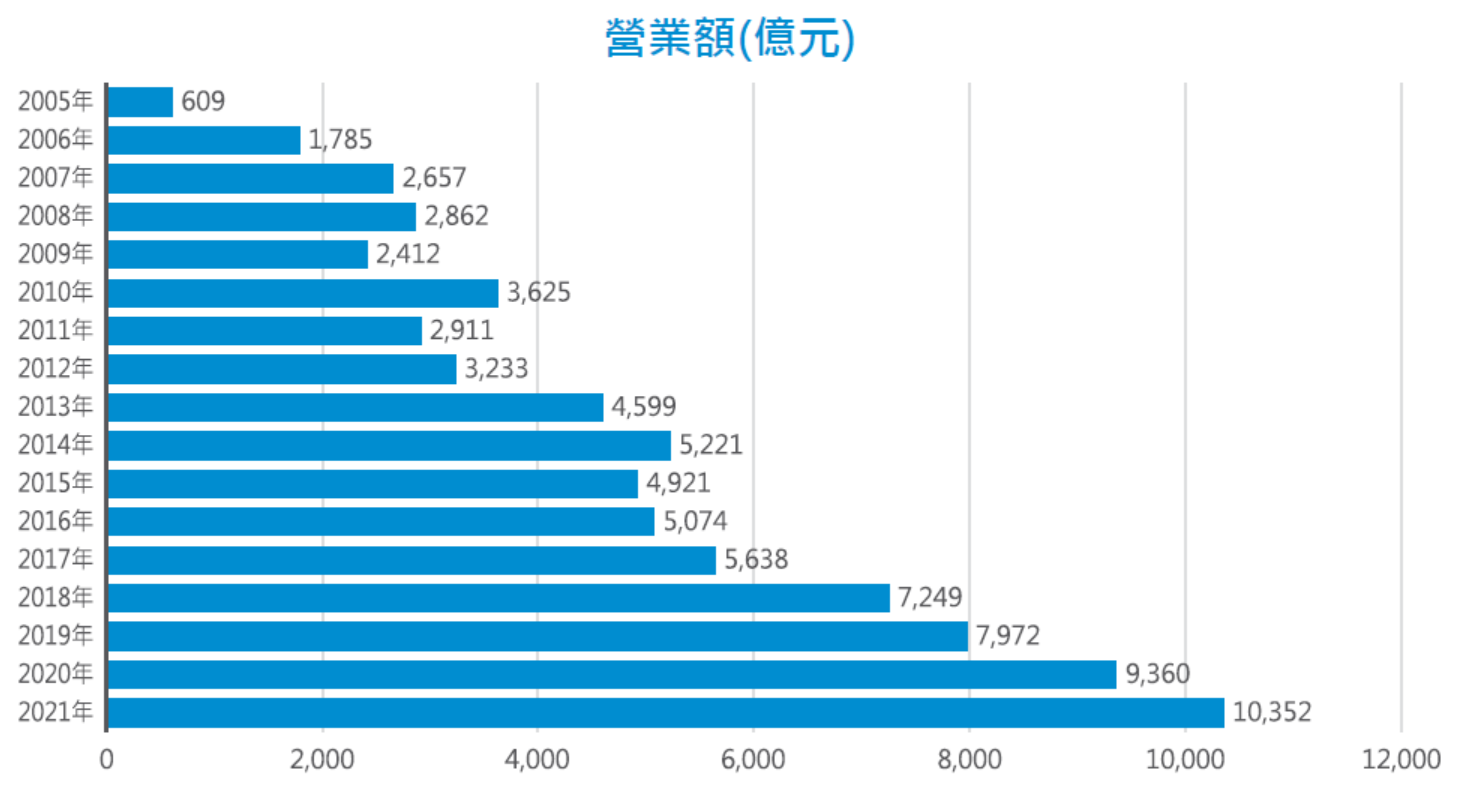 營業額(億元)
2005年 609
2006年 1,785
2007年 2,657
2008年 2,862
2009年 2,412
2010年 3,625
2011年 2,911
2012年 3,233
2013年 4,599
2014年 5,221
2015年 4,921
2016年 5,074
2017年 5,638
2018年 7,249
2019年 7,972
2020年 9,360
2021年 10,352
0 2,000 4,000 6,000 8,000 10,000 12,000